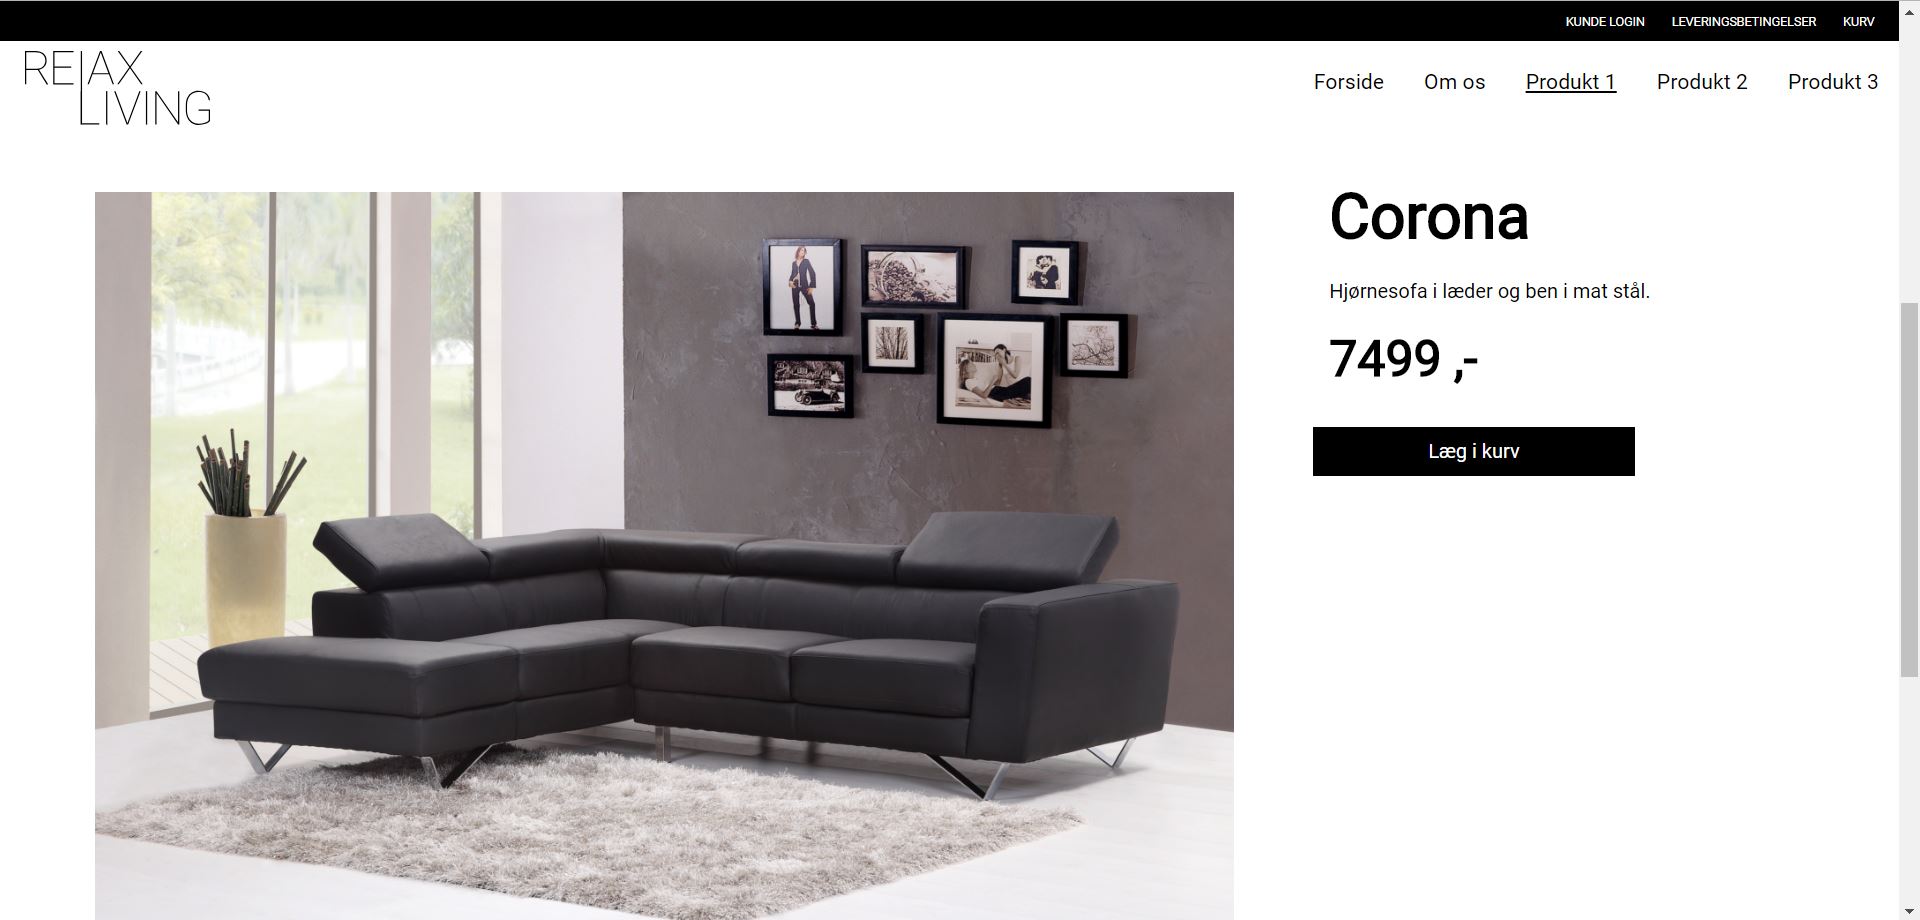 KUNDE LOGIN LEVERINGSBETINGELSER KURV
RELAX
LIVING
Forside Om os Produkt 1 Produkt 2 Produkt 3
Corona
Hjørnesofa i læder og ben i mat stål.
7499 ,-
Læg i kurv